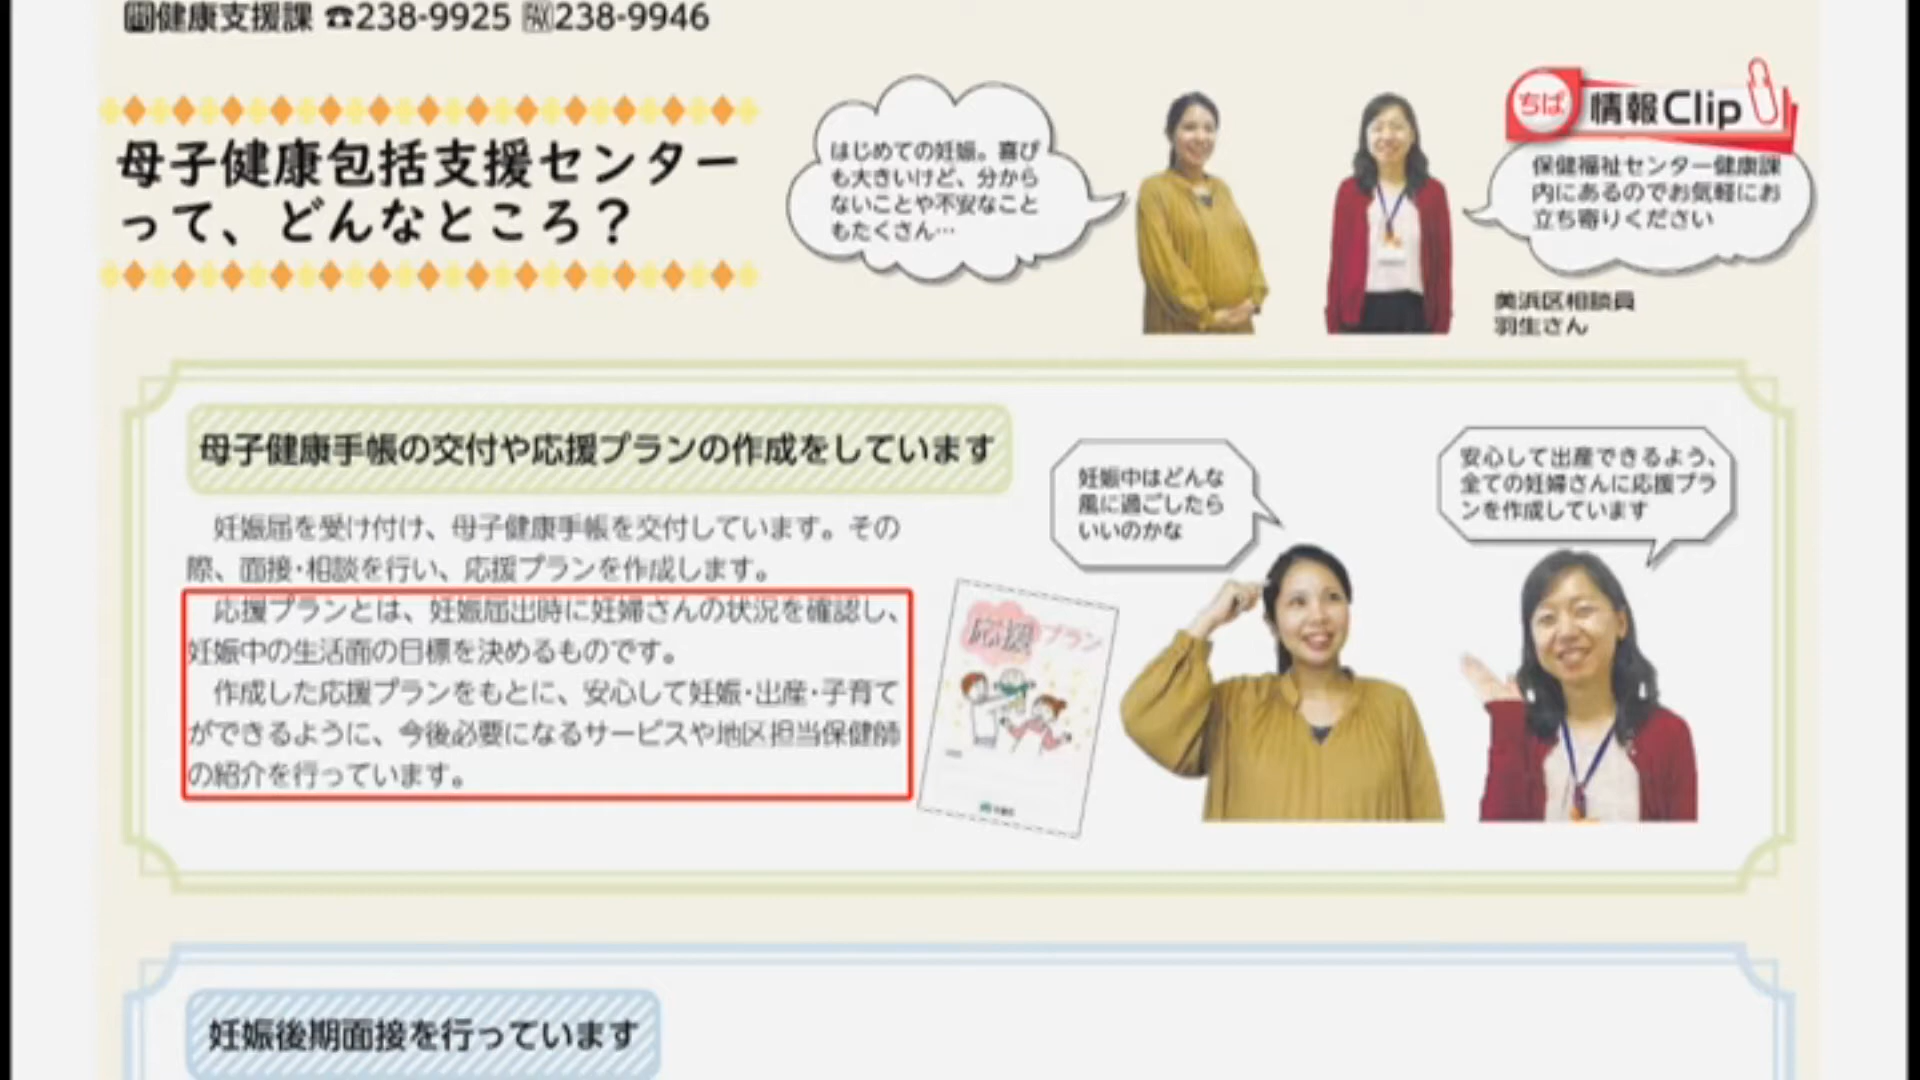 問健康支援課 ☎238-9925 FAX238-9946
母子健康包括支援センター
って、どんなところ？
はじめての妊娠。喜び
も大きいけど、分から
ないことや不安なこと
もたくさん…
ちば 情報Clip
保健福祉センター健康課
内にあるのでお気軽にお
立ち寄りください
美浜区相談員
羽生さん
母子健康手帳の交付や応援プランの作成をしています
妊娠届を受け付け、母子健康手帳を交付しています。その
際、面接･相談を行い、応援プランを作成します。
応援プランとは、妊娠届出時に妊婦さんの状況を確認し、
妊娠中の生活面の目標を決めるものです。
作成した応援プランをもとに、安心して妊娠･出産･子育て
ができるように、今後必要になるサービスや地区担当保健師
の紹介を行っています。
妊娠中はどんな
風に過ごしたら
いいのかな
安心して出産できるよう、
全ての妊婦さんに応援プラ
ンを作成しています
応援プラン
妊娠後期面接を行っています